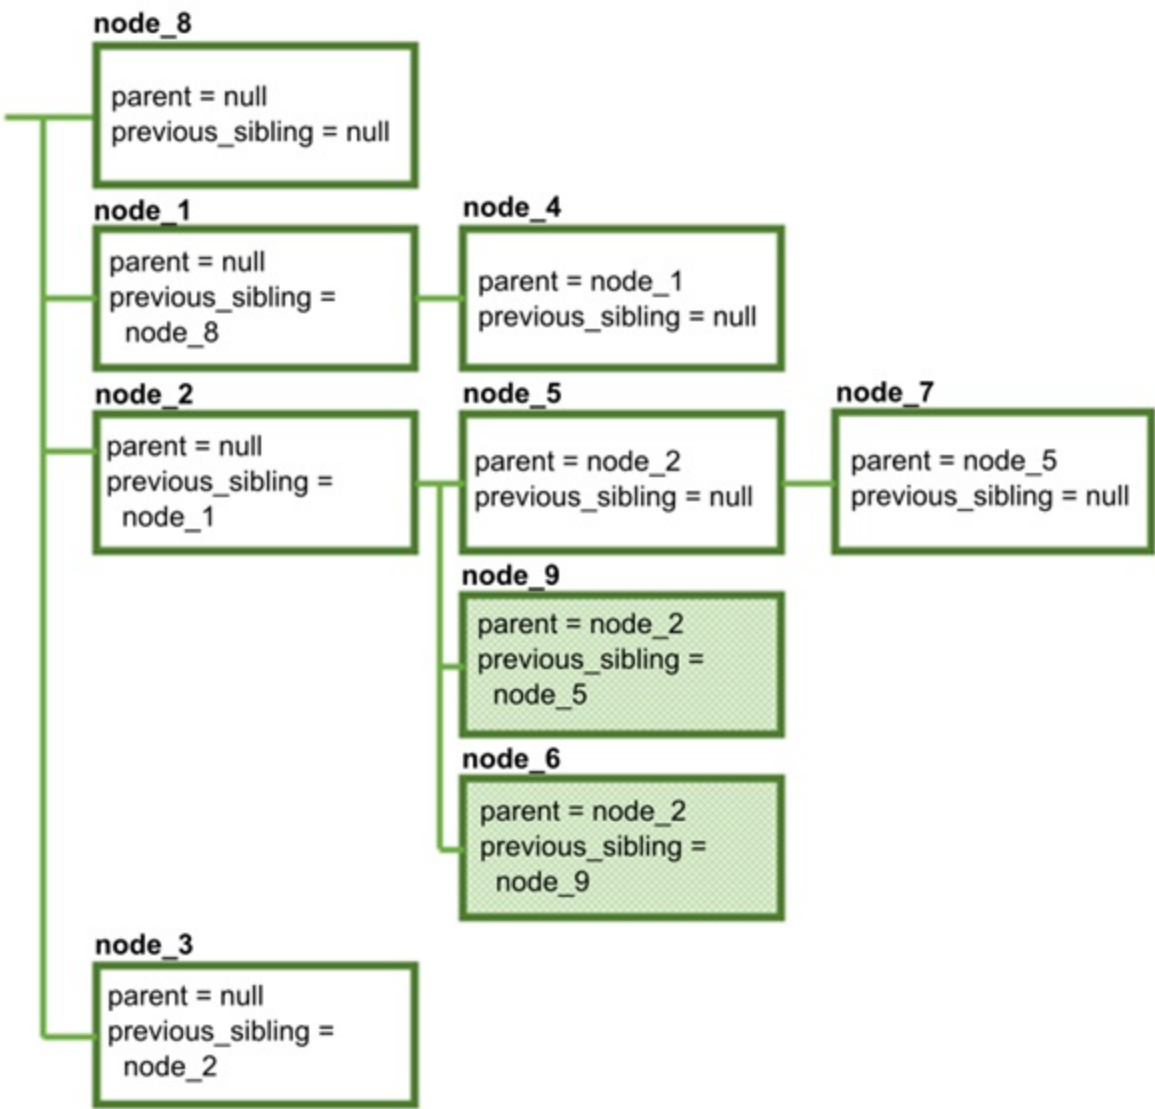 node_8
parent = null
previous_sibling = null
node_1
parent = null
previous_sibling =
node_8
node_4
parent = node_1
previous_sibling = null
node_2
parent = null
previous_sibling =
node_1
node_5
parent = node_2
previous_sibling = null
node_7
parent = node_5
previous_sibling = null
node_9
parent = node_2
previous_sibling =
node_5
node_6
parent = node_2
previous_sibling =
node_9
node_3
parent = null
previous_sibling =
node_2